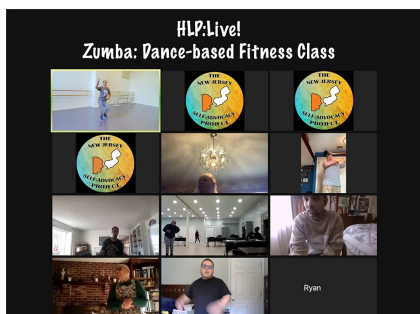 HLP:Live!
Zumba: Dance-based Fitness Class
THE NEW JERSEY
SELF-ADVOCACY PROJECT
THE NEW JERSEY
SELF-ADVOCACY PROJECT
THE NEW JERSEY
SELF-ADVOCACY PROJECT
Ryan